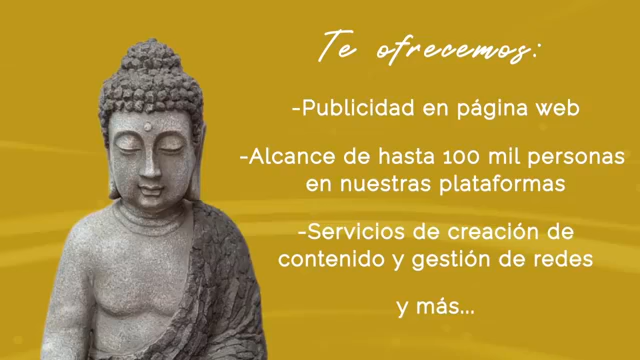 Te ofrecemos:
-Publicidad en página web
-Alcance de hasta 100 mil personas
en nuestras plataformas
-Servicios de creación de
contenido y gestión de redes
y más...